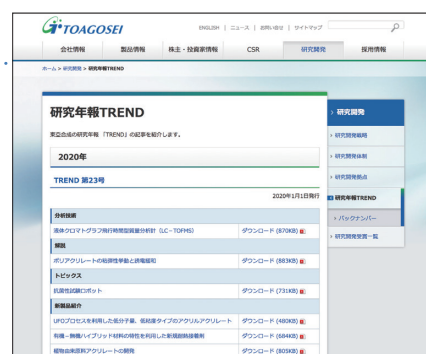 TOAGOSEI
ENGLISH | ニュース | お問い合せ | サイトマップ
会社情報 製品情報 株主・投資家情報 CSR 研究開発 採用情報
ホーム > 研究開発 > 研究年報TREND
研究年報TREND
東亞合成の研究年報 「TREND」の記事を紹介します。
2020年
TREND 第23号
2020年1月1日発行
分析技術
液体クロマトグラフ飛行時間型質量分析計(LC-TOFMS) ダウンロード (870KB)
解説
ポリアクリレートの粘弾性挙動と誘電緩和 ダウンロード (883KB)
トピックス
抗菌性試験ロボット ダウンロード (731KB)
新製品紹介
UFOプロセスを利用した低分子量、低粘度タイプのアクリルアクリレート ダウンロード (480KB)
有機-無機ハイブリッド材料の特性を利用した新規耐熱接着剤 ダウンロード (684KB)
植物由来原料アクリレートの開発 ダウンロード (805KB)
研究開発
研究開発戦略
研究開発体制
研究開発拠点
研究年報TREND
バックナンバー
研究開発受賞一覧